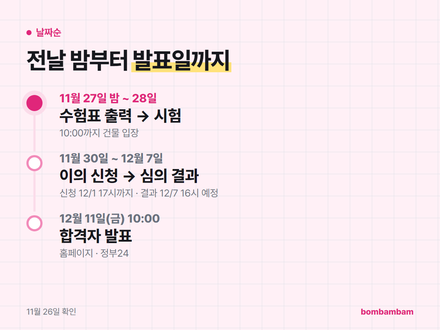 날짜순
전날 밤부터 발표일까지
11월 27일 밤 ~ 28일
수험표 출력 → 시험
10:00까지 건물 입장
11월 30일 ~ 12월 7일
이의 신청 → 심의 결과
신청 12/1 17시까지 · 결과 12/7 16시 예정
12월 11일(금) 10:00
합격자 발표
홈페이지 · 정부24
11월 26일 확인
bombambam